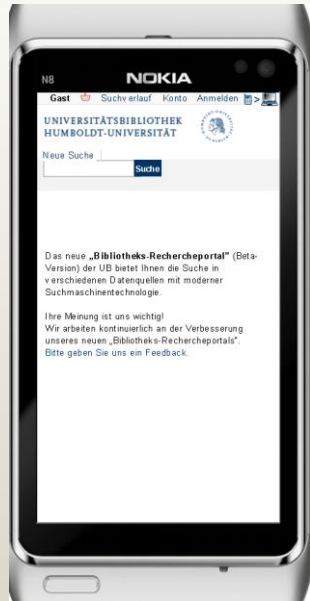 N8
NOKIA
Gast Suchverlauf Konto Anmelden >
UNIVERSITÄTSBIBLIOTHEK
HUMBOLDT-UNIVERSITÄT
Neue Suche
Suche
Das neue „Bibliotheks-Rechercheportal" (Beta-
Version) der UB bietet Ihnen die Suche in
verschiedenen Datenquellen mit moderner
Suchmaschinentechnologie.
Ihre Meinung ist uns wichtig!
Wir arbeiten kontinuierlich an der Verbesserung
unseres neuen „Bibliotheks-Rechercheportals".
Bitte geben Sie uns ein Feedback.